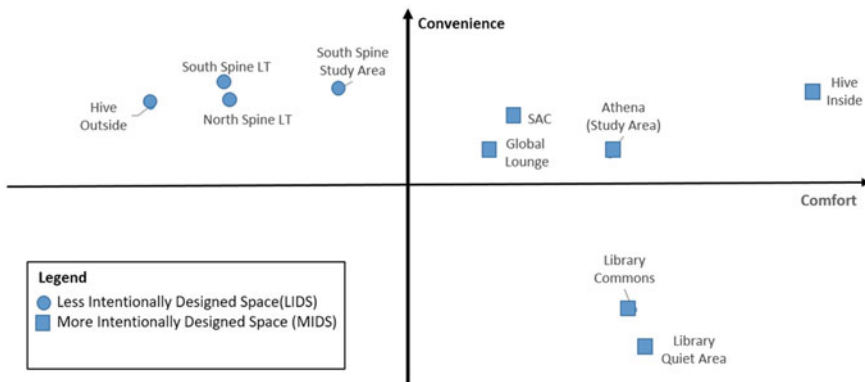 Convenience
South Spine
Study Area
South Spine LT
Hive
Outside
North Spine LT
Hive
Inside
SAC
Athena
(Study Area)
Global
Lounge
Comfort
Legend
Less Intentionally Designed Space(LIDS)
More Intentionally Designed Space (MIDS)
Library
Commons
Library
Quiet Area